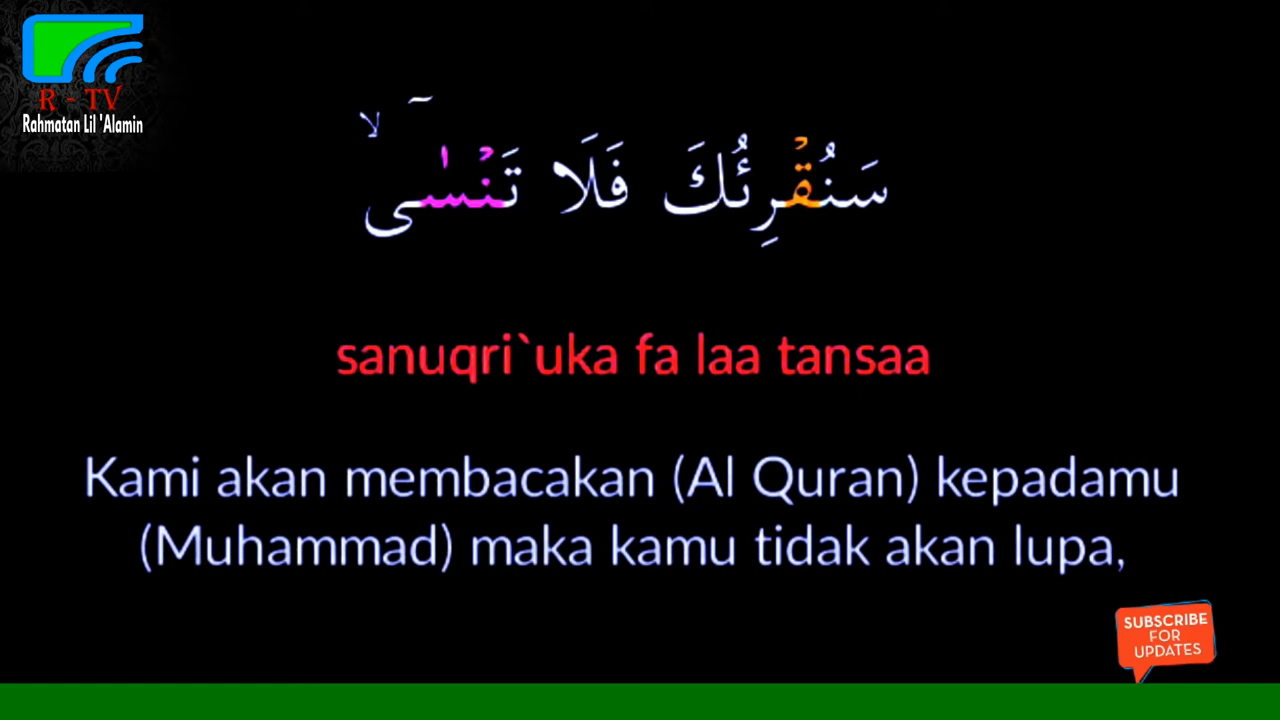 R - TV
Rahmatan Lil 'Alamin
سَنُقْرِئُكَ فَلَا تَنْسٰٓىۙ
sanuqri`uka fa laa tansaa
Kami akan membacakan (Al Quran) kepadamu
(Muhammad) maka kamu tidak akan lupa,
SUBSCRIBE
FOR
UPDATES